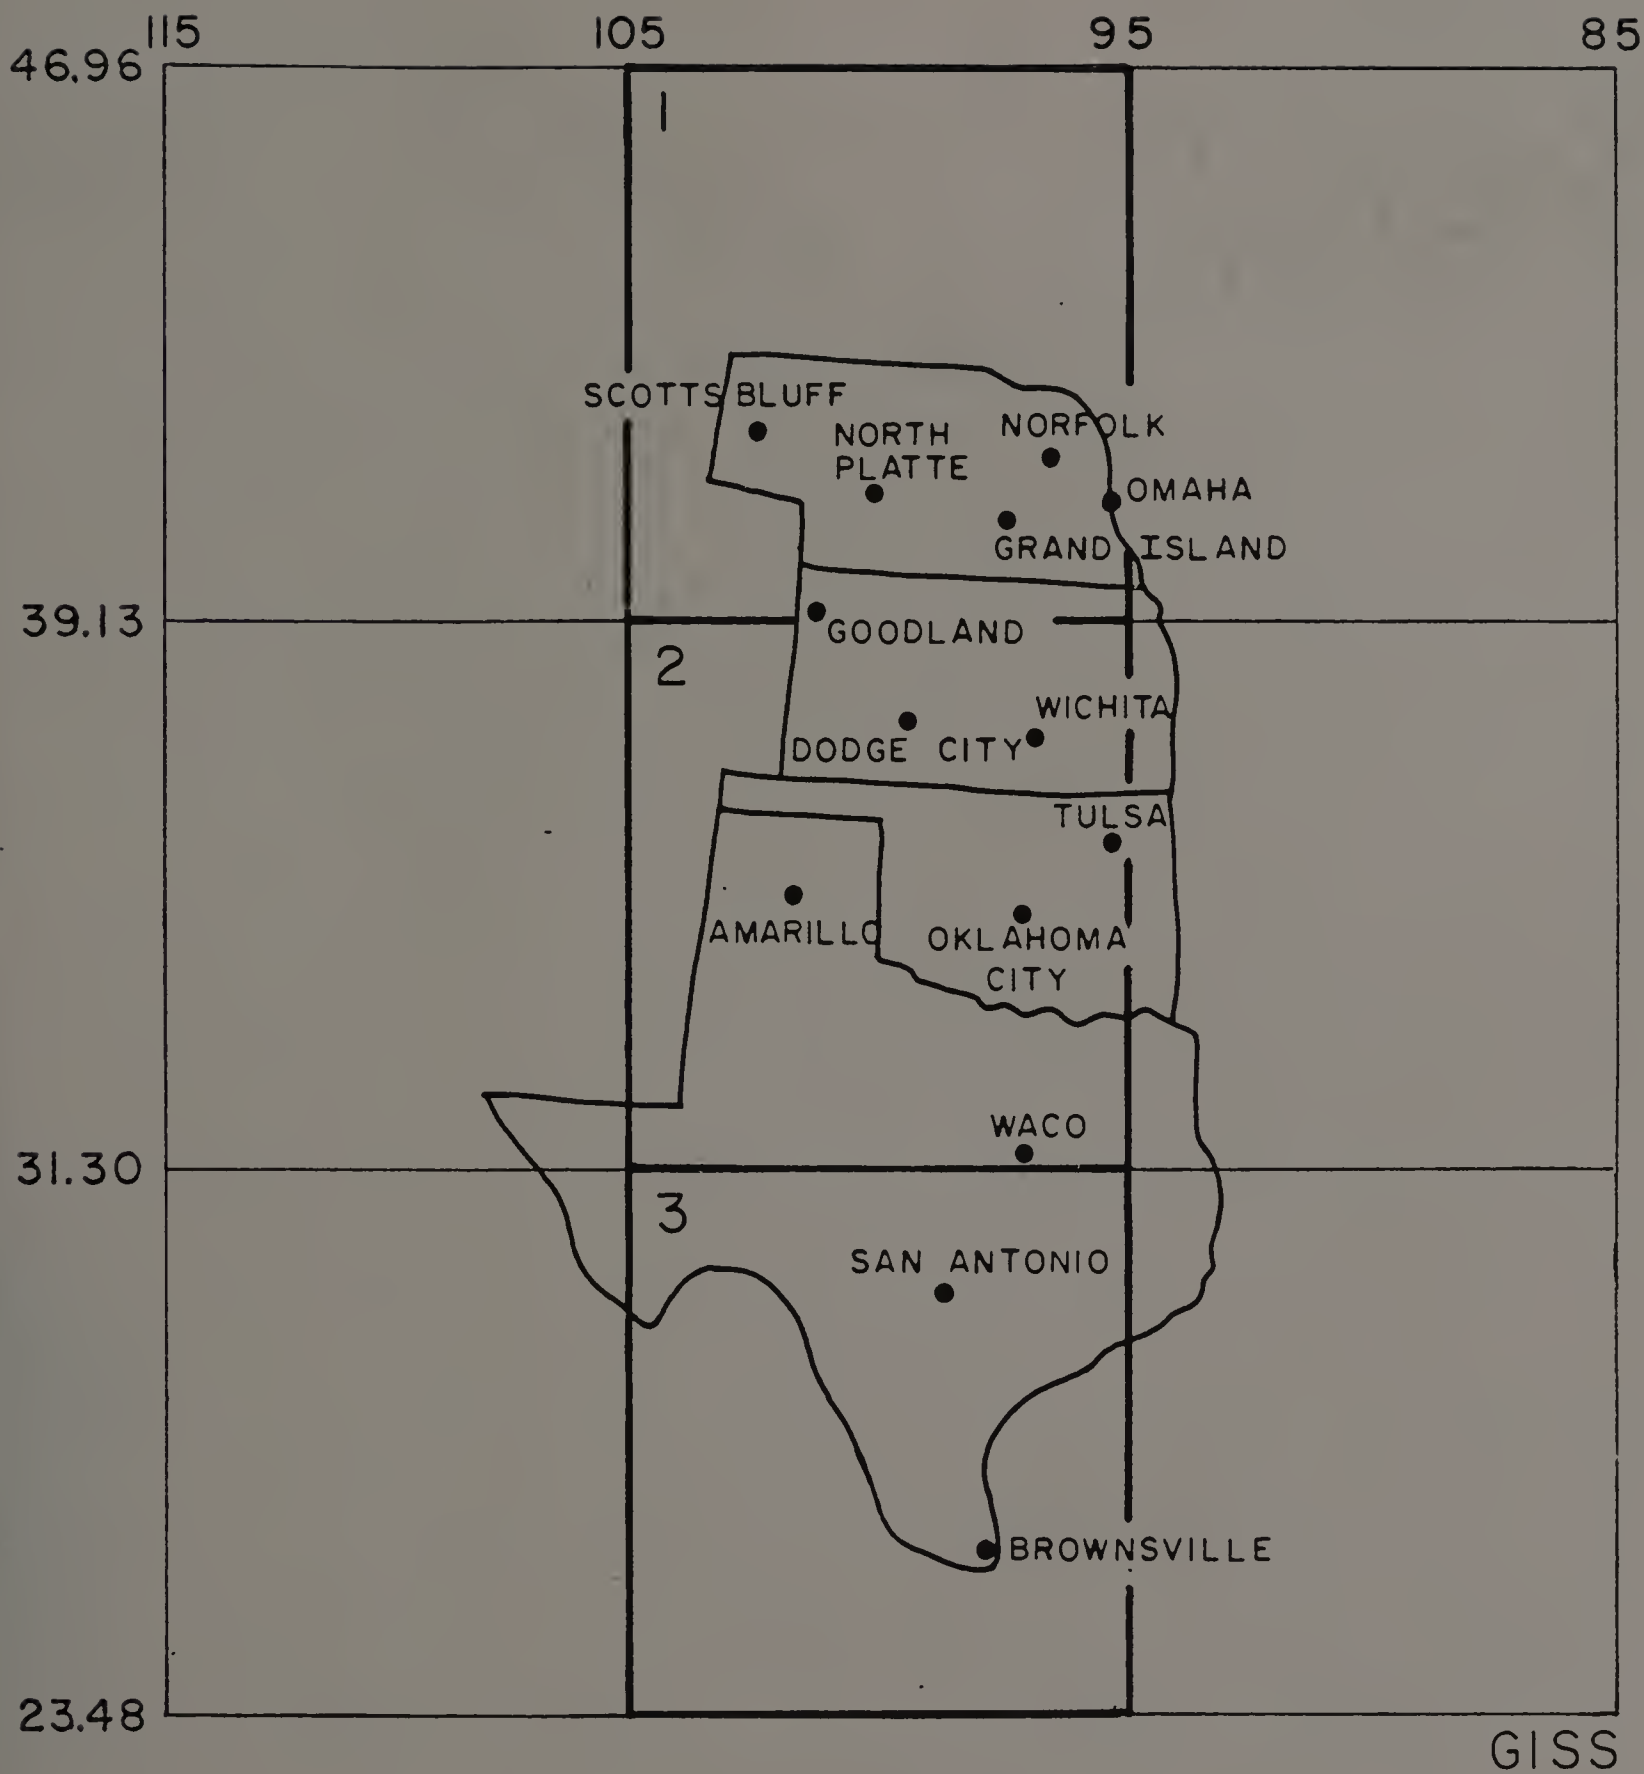 115 105 95 85
46.96
1
SCOTTS BLUFF
NORTH
PLATTE
NORFOLK
OMAHA
GRAND ISLAND
39.13
GOODLAND
2
WICHITA
DODGE CITY
TULSA
AMARILLO
OKLAHOMA
CITY
WACO
31.30
3
SAN ANTONIO
BROWNSVILLE
23.48
GISS